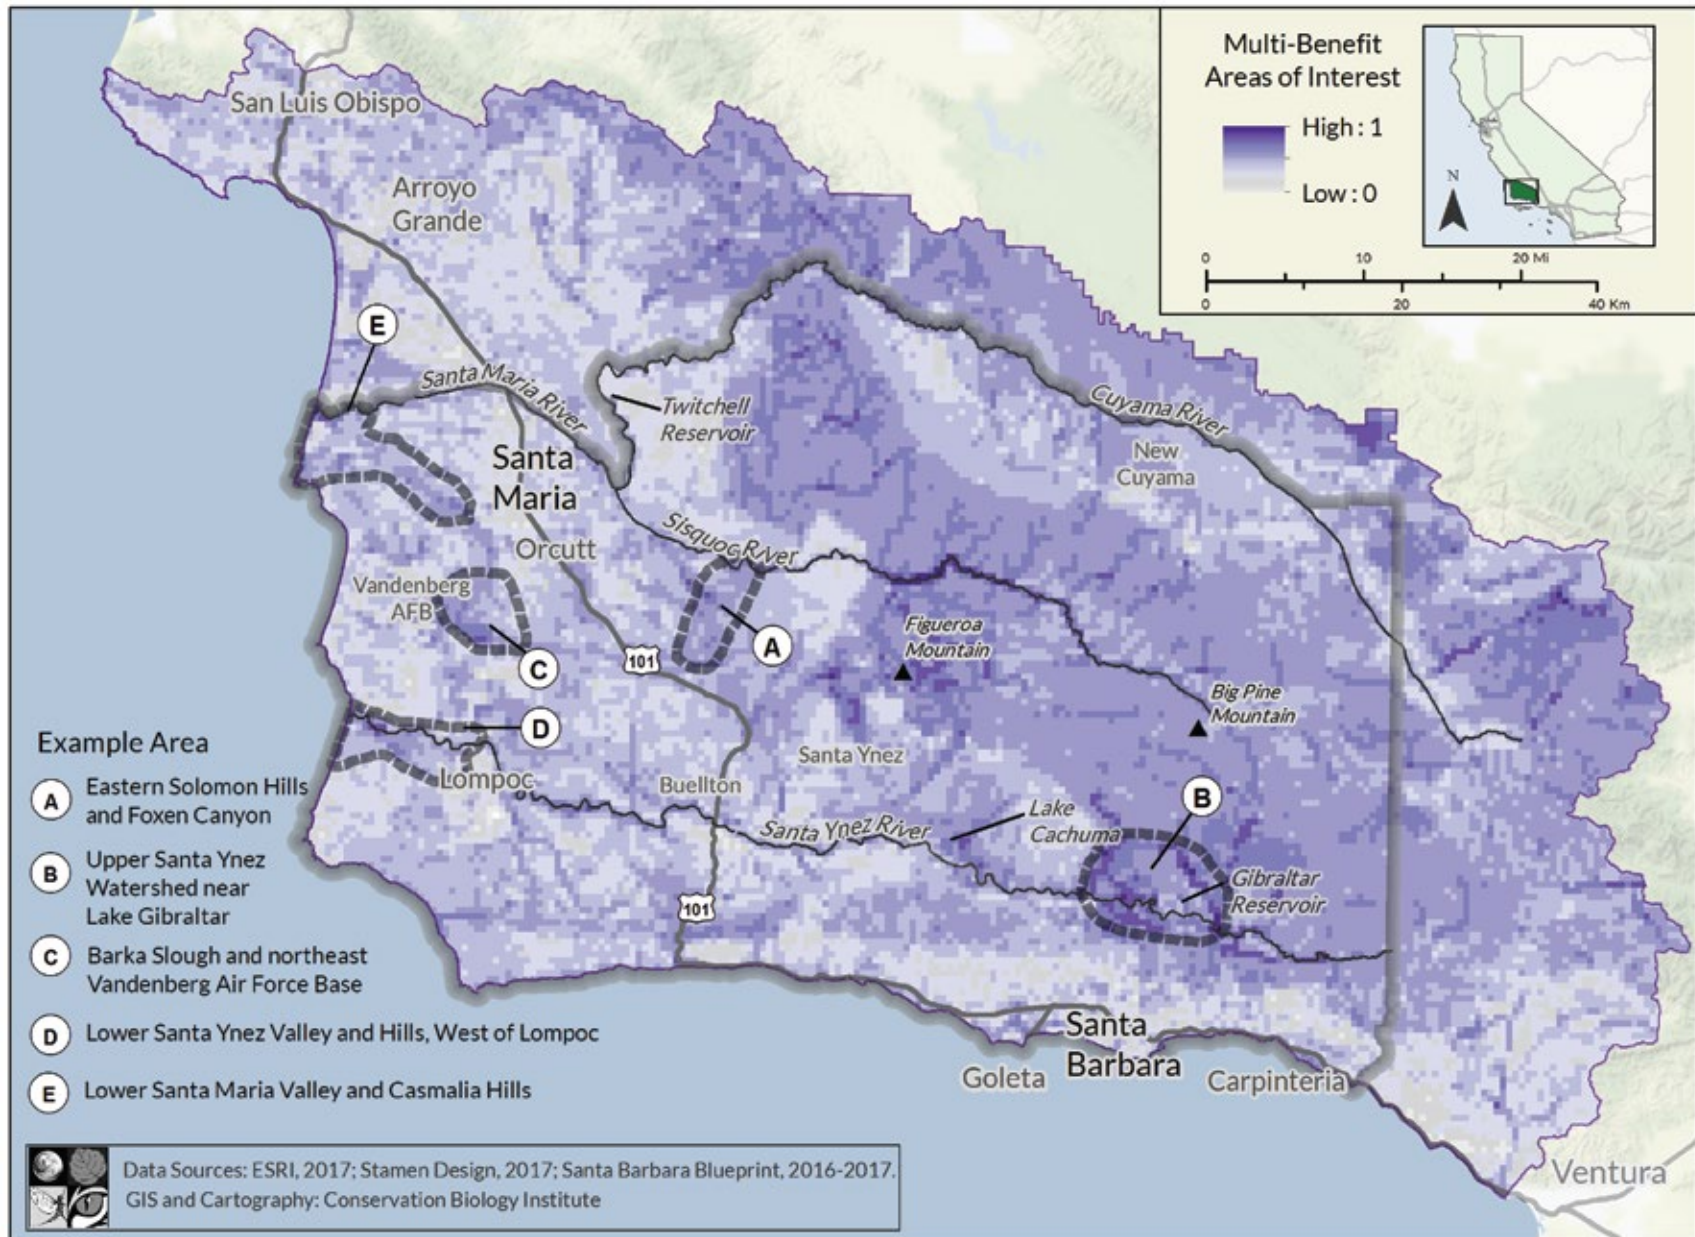 Multi-Benefit
Areas of Interest
High : 1
Low : 0
N
0
10
20 Mi
0
20
40 Km
San Luis Obispo
Arroyo
Grande
E
Santa Maria River
Twitchell
Reservoir
Cuyama River
New
Cuyama
Santa
Maria
Orcutt
Sisquoc River
Vandenberg
AFB
A
C
101
Figueroa
Mountain
Big Pine
Mountain
D
Lompoc
Buellton
Santa Ynez
B
Santa Ynez River
Lake
Cachuma
Gibraltar
Reservoir
101
Santa
Barbara
Goleta
Carpinteria
Ventura
Example Area
A Eastern Solomon Hills
and Foxen Canyon
B Upper Santa Ynez
Watershed near
Lake Gibraltar
C Barka Slough and northeast
Vandenberg Air Force Base
D Lower Santa Ynez Valley and Hills, West of Lompoc
E Lower Santa Maria Valley and Casmalia Hills
Data Sources: ESRI, 2017; Stamen Design, 2017; Santa Barbara Blueprint, 2016-2017.
GIS and Cartography: Conservation Biology Institute